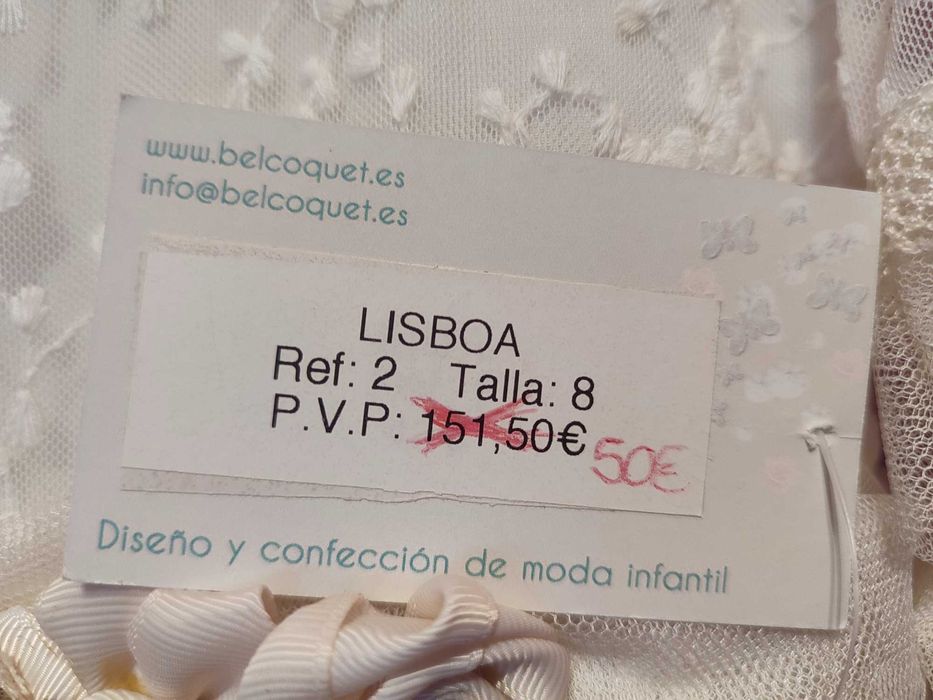 www.belcoquet.es
info@belcoquet.es
LISBOA
Ref: 2 Talla: 8
P.V.P: 151,50€ 50€
Diseño y confección de moda infantil